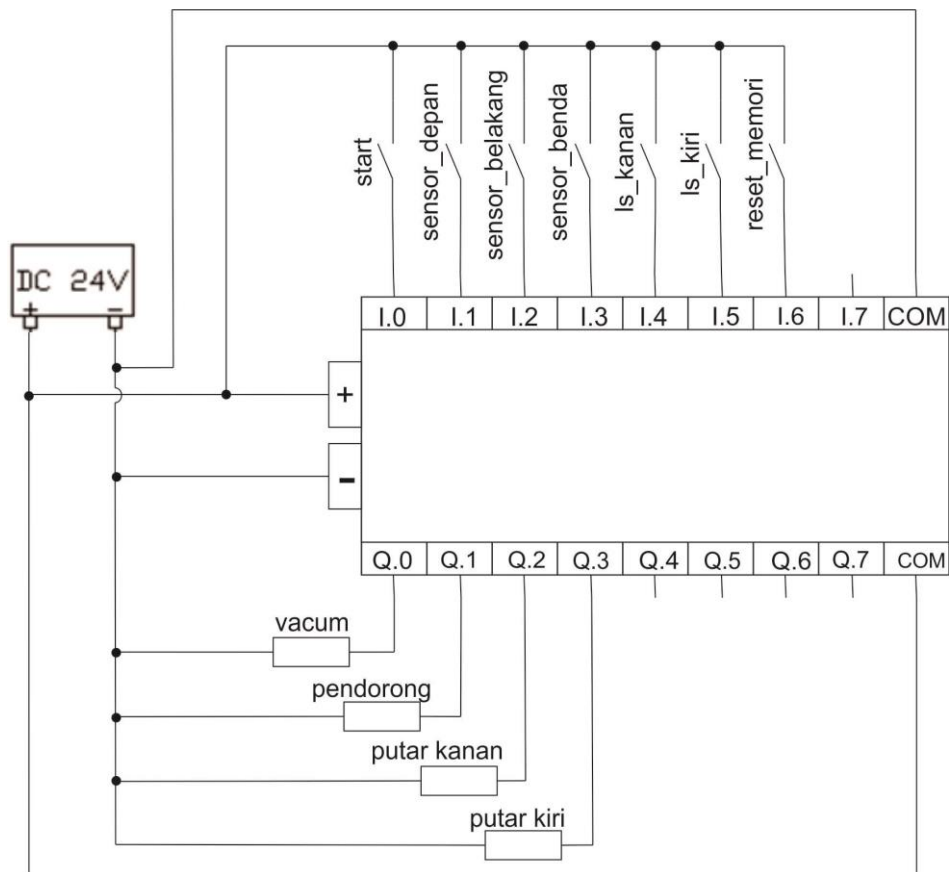 start
sensor_depan
sensor_belakang
sensor_benda
ls_kanan
ls_kiri
reset_memori
DC 24V
+ -
I.0 I.1 I.2 I.3 I.4 I.5 I.6 I.7 COM
+
-
Q.0 Q.1 Q.2 Q.3 Q.4 Q.5 Q.6 Q.7 COM
vacum
pendorong
putar kanan
putar kiri